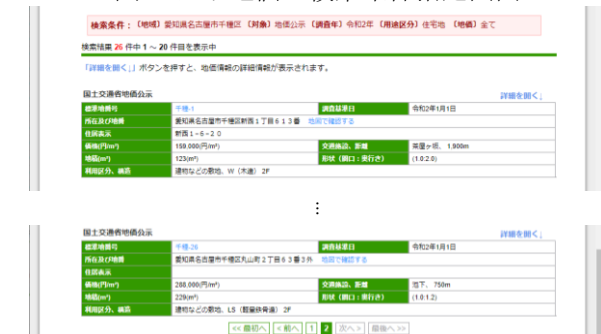 検索条件：〔地域〕愛知県名古屋市千種区〔対象〕地価公示〔調査年〕令和2年〔用途区分〕住宅地〔地価〕全て
検索結果 26 件中 1 ～ 20 件目を表示中
「詳細を開く↓」ボタンを押すと、地価情報の詳細情報が表示されます。
国土交通省地価公示 詳細を開く↓
標準地番号 千種-1 調査基準日 令和2年1月1日
所在及び地番 愛知県名古屋市千種区新西１丁目６１３番 地図で確認する
住居表示 新西１－６－２０
価格(円/m²) 159,000(円/m²) 交通施設、距離 茶屋ヶ坂、 1,900m
地積(m²) 123(m²) 形状（間口：奥行き） (1.0:2.0)
利用区分、構造 建物などの敷地、W（木造） 2F
⋮
国土交通省地価公示 詳細を開く↓
標準地番号 千種-26 調査基準日 令和2年1月1日
所在及び地番 愛知県名古屋市千種区丸山町２丁目６３番３外 地図で確認する
住居表示
価格(円/m²) 288,000(円/m²) 交通施設、距離 池下、 750m
地積(m²) 229(m²) 形状（間口：奥行き） (1.0:1.2)
利用区分、構造 建物などの敷地、LS（軽量鉄骨造） 2F
<< 最初へ < 前へ 1 2 次へ > 最後へ >>